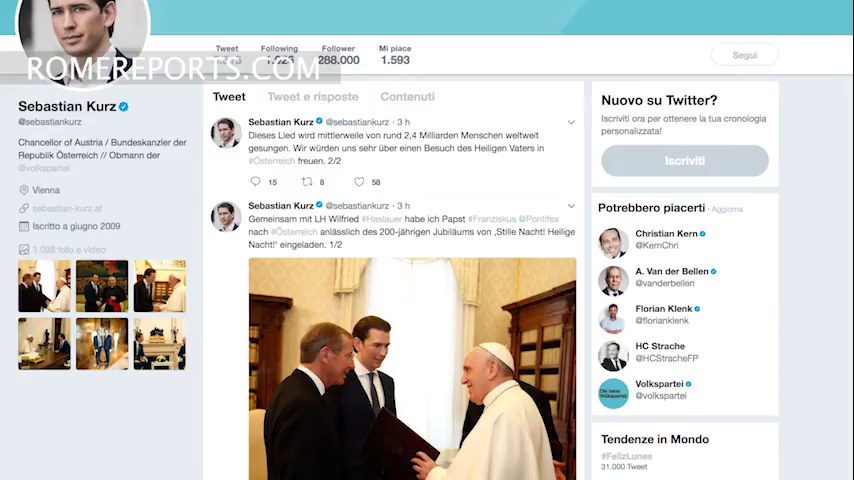 Tweet Following Follower Mi piace
288.000 1.593
Segui
ROMEREPORTS.COM
Sebastian Kurz
@sebastiankurz
Chancellor of Austria / Bundeskanzler der
Republik Österreich // Obmann der
@volkspartei
Vienna
sebastian-kurz.at
Iscritto a giugno 2009
1.098 foto e video
Tweet Tweet e risposte Contenuti
Sebastian Kurz @sebastiankurz · 3 h
Dieses Lied wird mittlerweile von rund 2,4 Milliarden Menschen weltweit
gesungen. Wir würden uns sehr über einen Besuch des Heiligen Vaters in
#Österreich freuen. 2/2
15 8 58
Sebastian Kurz @sebastiankurz · 3 h
Gemeinsam mit LH Wilfried #Haslauer habe ich Papst #Franziskus @Pontifex
nach #Österreich anlässlich des 200-jährigen Jubiläums von ‚Stille Nacht! Heilige
Nacht!‘ eingeladen. 1/2
Nuovo su Twitter?
Iscriviti ora per ottenere la tua cronologia
personalizzata!
Iscriviti
Potrebbero piacerti · Aggiorna
Christian Kern
@KernChri
A. Van der Bellen
@vanderbellen
Florian Klenk
@florianklenk
HC Strache
@HCStracheFP
Volkspartei
@volkspartei
Tendenze in Mondo
#FelizLunes
31.000 Tweet